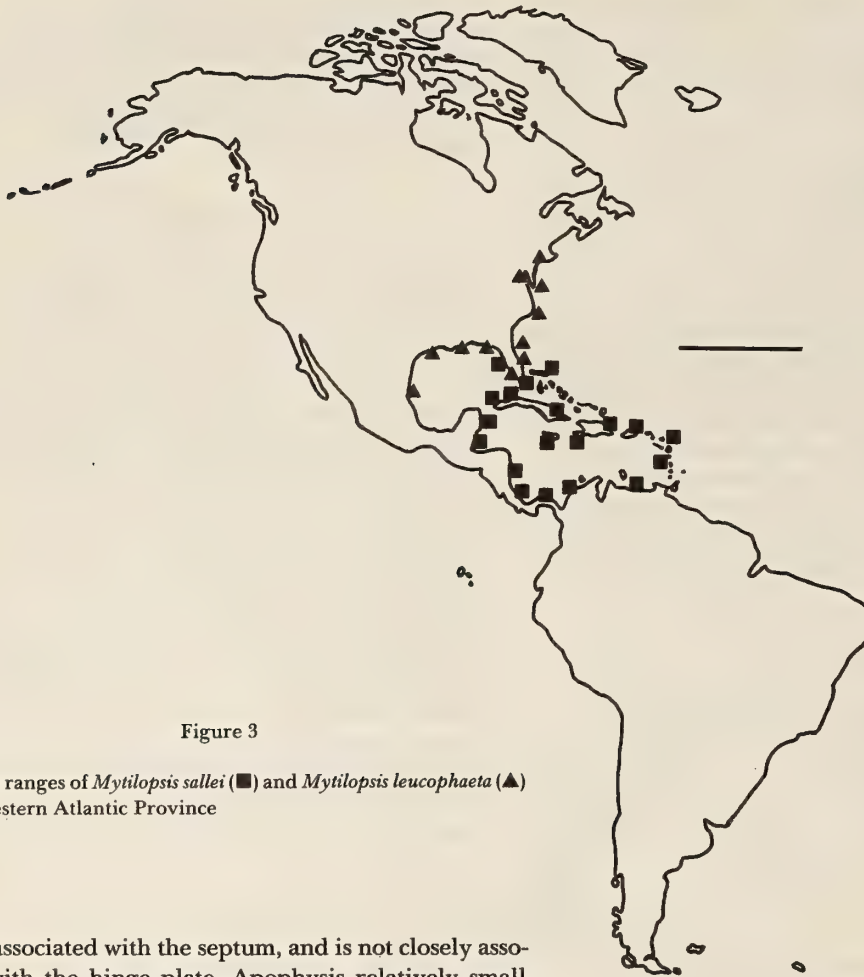 Figure 3
ranges of Mytilopsis sallei (■) and Mytilopsis leucophaeta (▲)
estern Atlantic Province
associated with the septum, and is not closely asso-
with the hinge plate. Apophysis relatively small